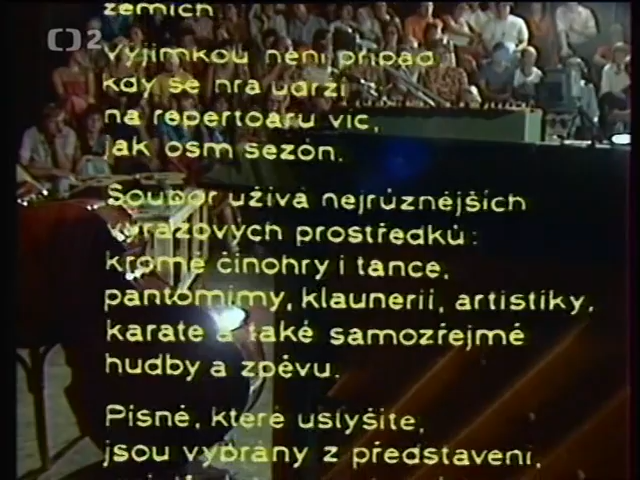 zemích.
ČT2
Výjimkou není případ
kdy se hra udrží
na repertoáru víc,
jak osm sezón.
Soubor užívá nejrůznějších
výrazových prostředků:
kromě činohry i tance,
pantomimy, klaunerií, artistiky,
karate a také samozřejmě
hudby a zpěvu.
Písně, které uslyšíte,
jsou vybrány z představení,